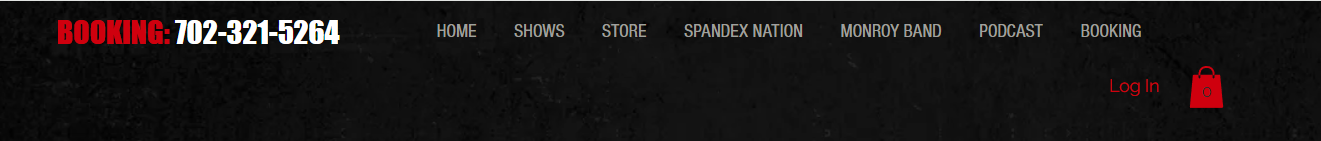 BOOKING: 702-321-5264 HOME SHOWS STORE SPANDEX NATION MONROY BAND PODCAST BOOKING
Log In 0